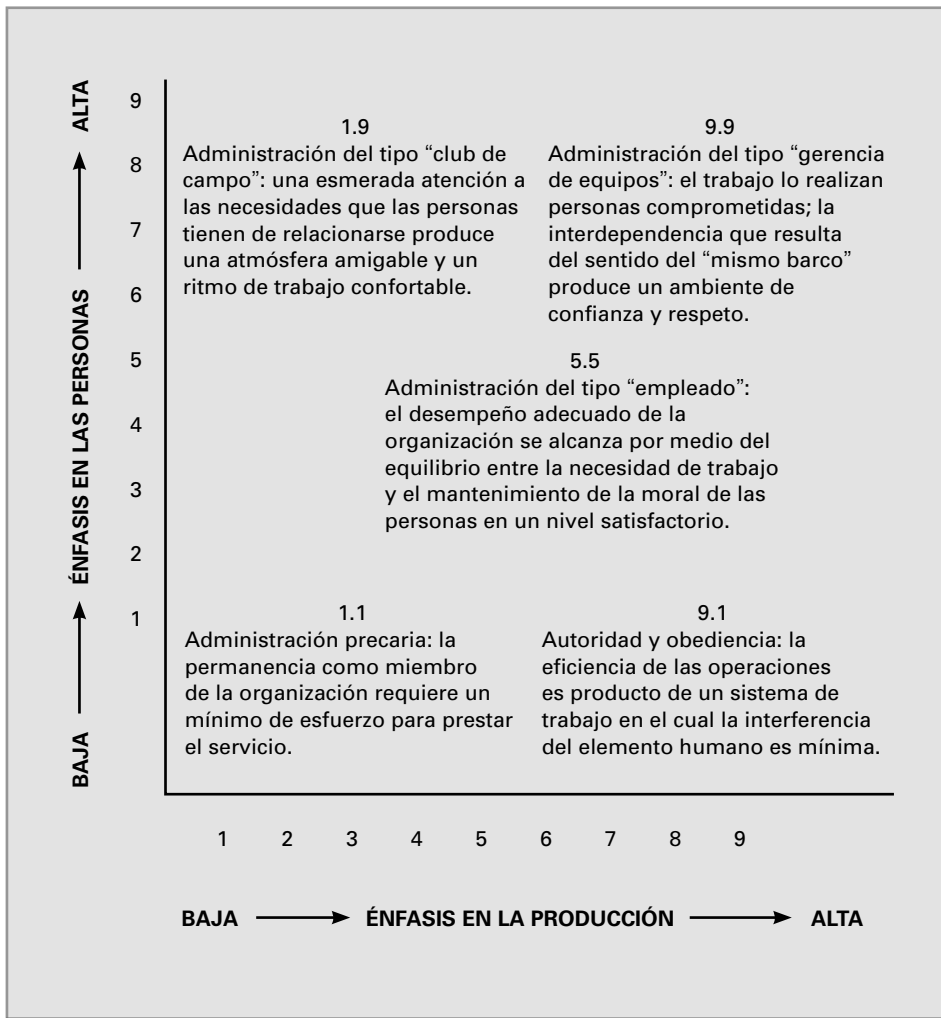 ALTA
ÉNFASIS EN LAS PERSONAS
BAJA
9
8
7
6
5
4
3
2
1
1.9
Administración del tipo “club de
campo”: una esmerada atención a
las necesidades que las personas
tienen de relacionarse produce
una atmósfera amigable y un
ritmo de trabajo confortable.
9.9
Administración del tipo “gerencia
de equipos”: el trabajo lo realizan
personas comprometidas; la
interdependencia que resulta
del sentido del “mismo barco”
produce un ambiente de
confianza y respeto.
5.5
Administración del tipo “empleado”:
el desempeño adecuado de la
organización se alcanza por medio del
equilibrio entre la necesidad de trabajo
y el mantenimiento de la moral de las
personas en un nivel satisfactorio.
1.1
Administración precaria: la
permanencia como miembro
de la organización requiere un
mínimo de esfuerzo para prestar
el servicio.
9.1
Autoridad y obediencia: la
eficiencia de las operaciones
es producto de un sistema de
trabajo en el cual la interferencia
del elemento humano es mínima.
1 2 3 4 5 6 7 8 9
BAJA ÉNFASIS EN LA PRODUCCIÓN ALTA